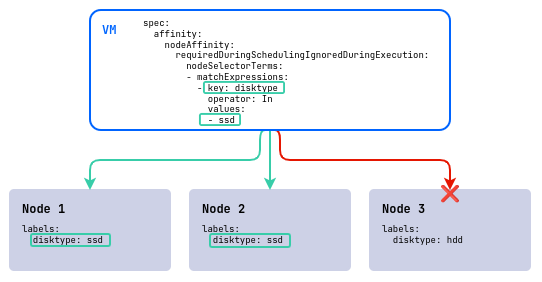 VM
spec:
  affinity:
    nodeAffinity:
      requiredDuringSchedulingIgnoredDuringExecution:
        nodeSelectorTerms:
        - matchExpressions:
          - key: disktype
            operator: In
            values:
            - ssd
Node 1
labels:
  disktype: ssd
Node 2
labels:
  disktype: ssd
Node 3
labels:
  disktype: hdd